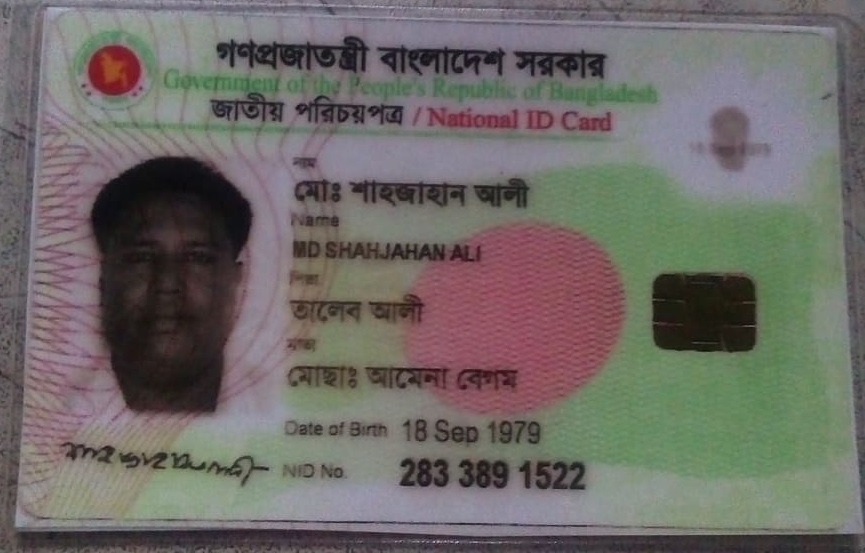 গণপ্রজাতন্ত্রী বাংলাদেশ সরকার
Government of the People's Republic of Bangladesh
জাতীয় পরিচয়পত্র / National ID Card
নাম
মোঃ শাহজাহান আলী
Name
MD SHAHJAHAN ALI
পিতা
তালেব আলী
মাতা
মোছাঃ আমেনা বেগম
Date of Birth 18 Sep 1979
NID No. 283 389 1522